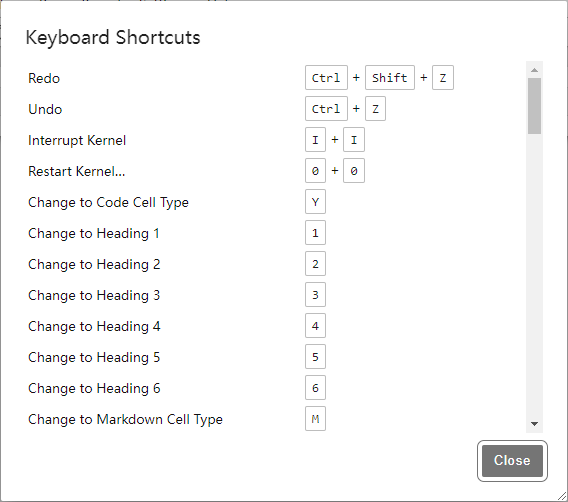 Keyboard Shortcuts
Redo Ctrl + Shift + Z
Undo Ctrl + Z
Interrupt Kernel I + I
Restart Kernel… 0 + 0
Change to Code Cell Type Y
Change to Heading 1 1
Change to Heading 2 2
Change to Heading 3 3
Change to Heading 4 4
Change to Heading 5 5
Change to Heading 6 6
Change to Markdown Cell Type M
Close